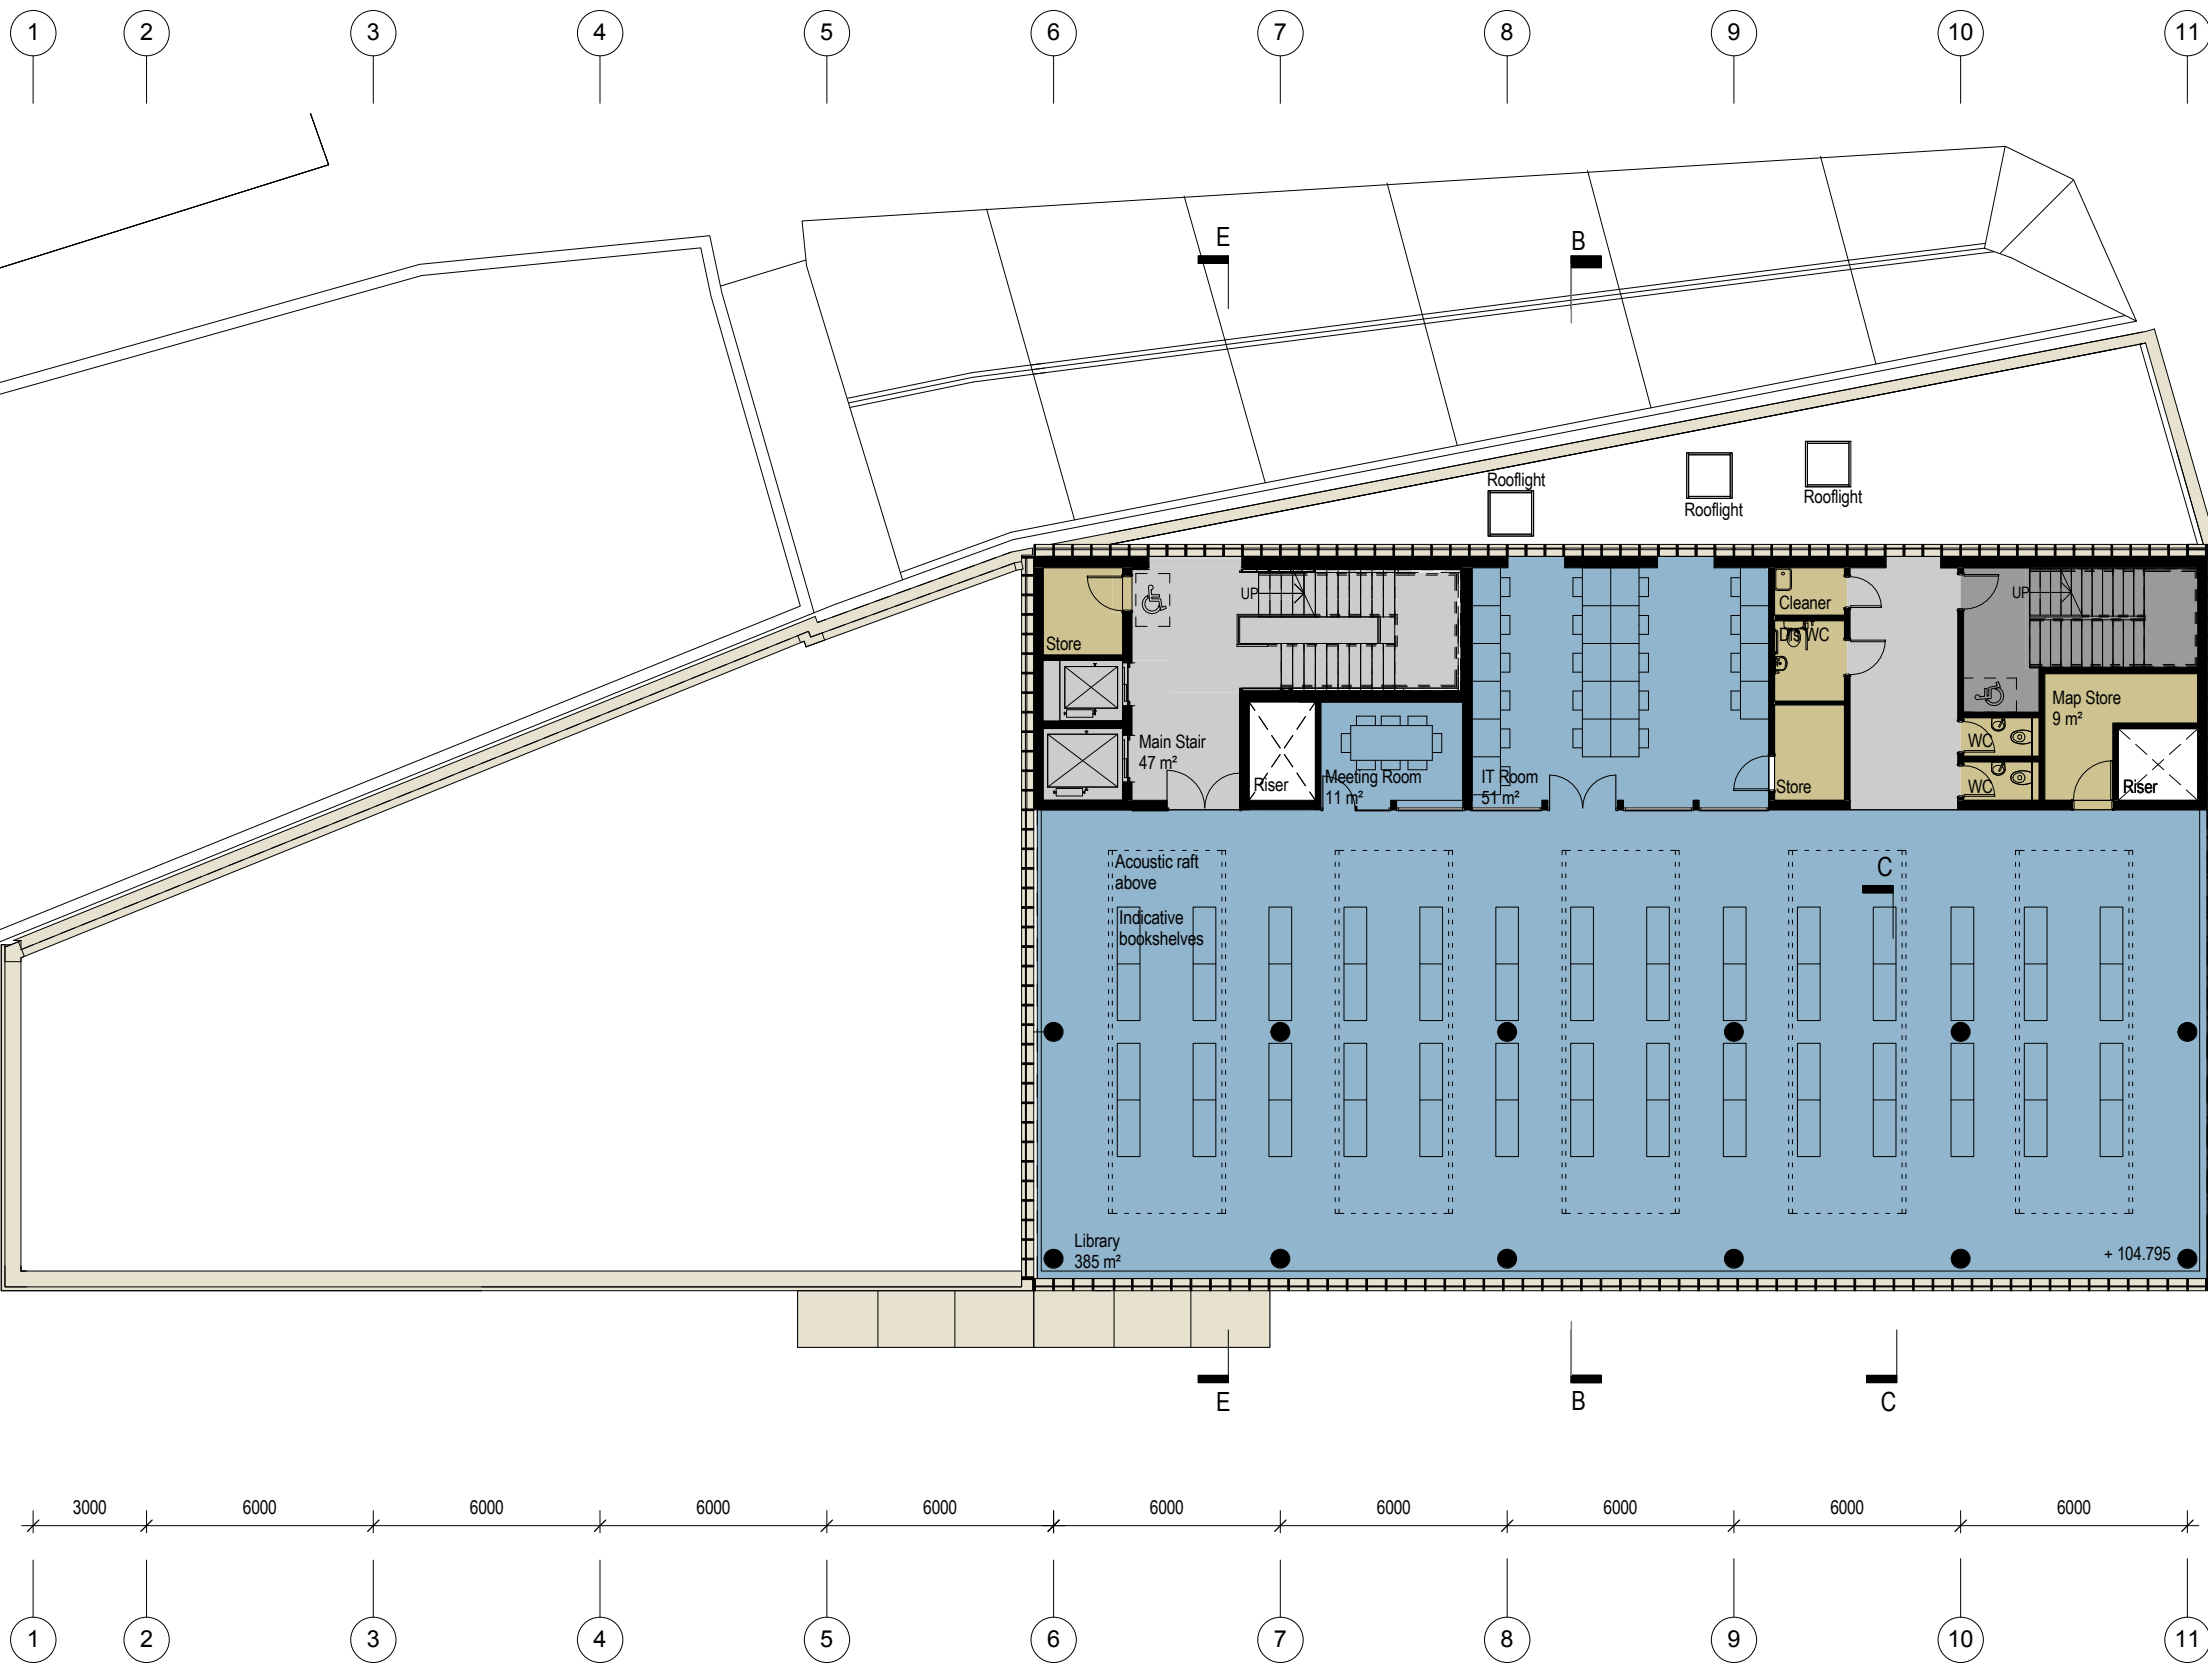 1 2 3 4 5 6 7 8 9 10 11
E
B
Rooflight
Rooflight
Rooflight
UP
Store
Cleaner
Dis WC
UP
Main Stair
47 m²
Riser
Meeting Room
11 m²
IT Room
51 m²
Store
WC
WC
Map Store
9 m²
Riser
Acoustic raft
above
Indicative
bookshelves
C
Library
385 m²
+ 104.795
E
B
C
3000 6000 6000 6000 6000 6000 6000 6000 6000 6000
1 2 3 4 5 6 7 8 9 10 11